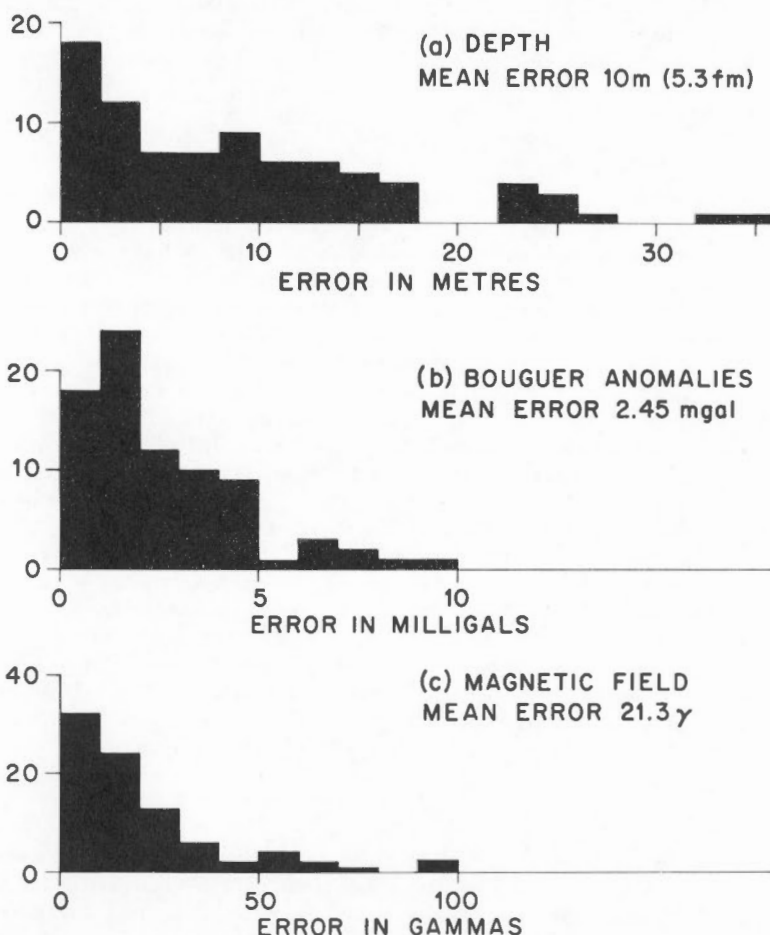 20
(a) DEPTH
MEAN ERROR 10m (5.3fm)
10
0
0 10 20 30
ERROR IN METRES
20
(b) BOUGUER ANOMALIES
MEAN ERROR 2.45 mgal
10
0
0 5 10
ERROR IN MILLIGALS
40
(c) MAGNETIC FIELD
MEAN ERROR 21.3 γ
20
0
0 50 100
ERROR IN GAMMAS